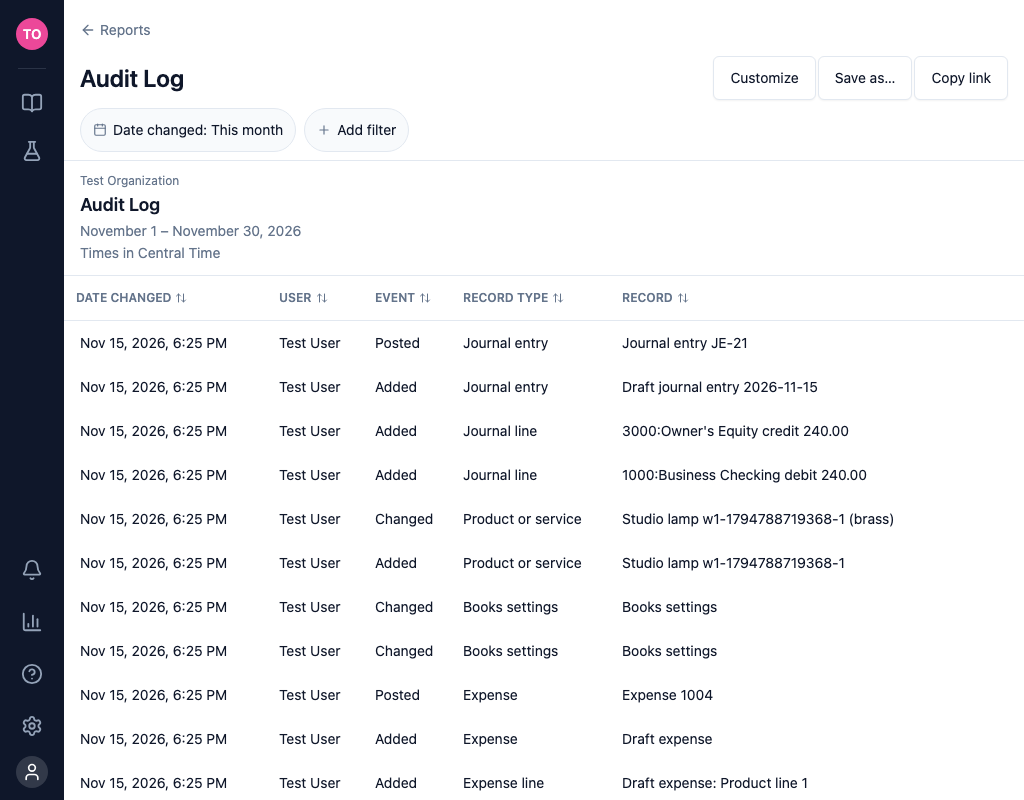 TO
Reports
Audit Log
Customize
Save as...
Copy link
Date changed: This month
Add filter
Test Organization
Audit Log
November 1 – November 30, 2026
Times in Central Time
DATE CHANGED USER EVENT RECORD TYPE RECORD
Nov 15, 2026, 6:25 PM Test User Posted Journal entry Journal entry JE-21
Nov 15, 2026, 6:25 PM Test User Added Journal entry Draft journal entry 2026-11-15
Nov 15, 2026, 6:25 PM Test User Added Journal line 3000:Owner's Equity credit 240.00
Nov 15, 2026, 6:25 PM Test User Added Journal line 1000:Business Checking debit 240.00
Nov 15, 2026, 6:25 PM Test User Changed Product or service Studio lamp w1-1794788719368-1 (brass)
Nov 15, 2026, 6:25 PM Test User Added Product or service Studio lamp w1-1794788719368-1
Nov 15, 2026, 6:25 PM Test User Changed Books settings Books settings
Nov 15, 2026, 6:25 PM Test User Changed Books settings Books settings
Nov 15, 2026, 6:25 PM Test User Posted Expense Expense 1004
Nov 15, 2026, 6:25 PM Test User Added Expense Draft expense
Nov 15, 2026, 6:25 PM Test User Added Expense line Draft expense: Product line 1